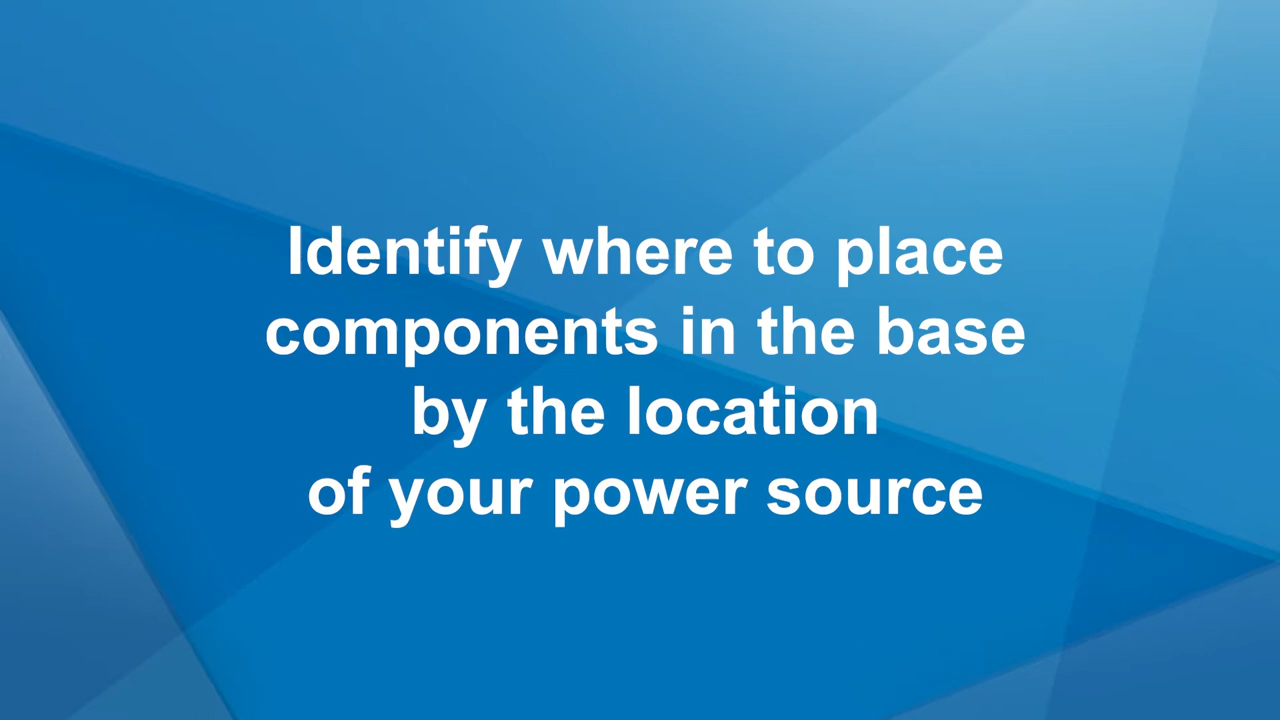 Identify where to place
components in the base
by the location
of your power source